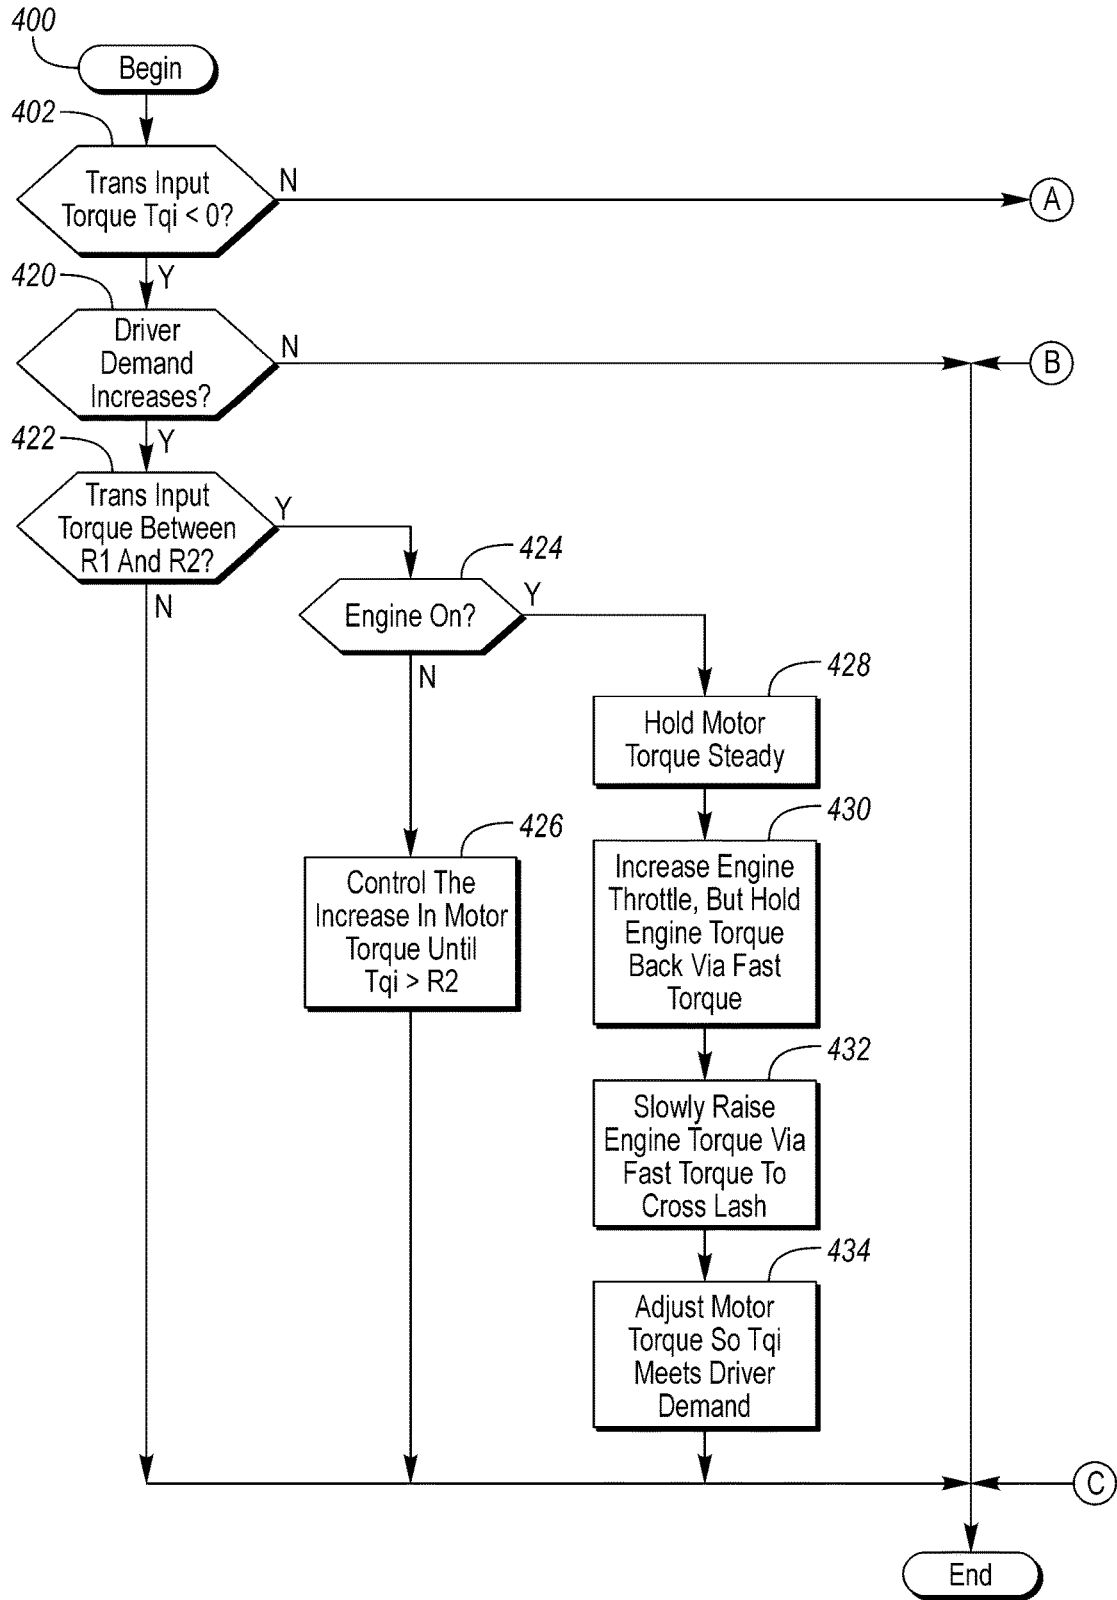 400
Begin
402
Trans Input
Torque Tqi < 0?
N
A
Y
420
Driver
Demand
Increases?
N
B
Y
422
Trans Input
Torque Between
R1 And R2?
Y
N
424
Engine On?
Y
N
428
Hold Motor
Torque Steady
426
Control The
Increase In Motor
Torque Until
Tqi > R2
430
Increase Engine
Throttle, But Hold
Engine Torque
Back Via Fast
Torque
432
Slowly Raise
Engine Torque Via
Fast Torque To
Cross Lash
434
Adjust Motor
Torque So Tqi
Meets Driver
Demand
C
End